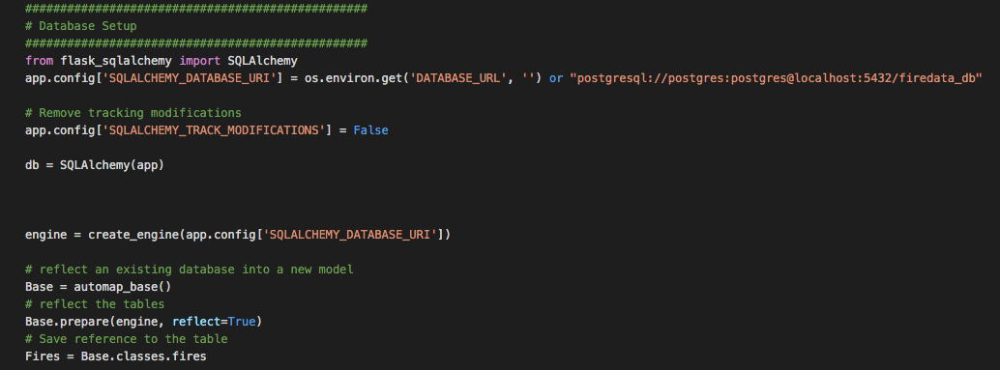 #################################################
# Database Setup
#################################################
from flask_sqlalchemy import SQLAlchemy
app.config['SQLALCHEMY_DATABASE_URI'] = os.environ.get('DATABASE_URL', '') or "postgresql://postgres:postgres@localhost:5432/firedata_db"
# Remove tracking modifications
app.config['SQLALCHEMY_TRACK_MODIFICATIONS'] = False
db = SQLAlchemy(app)
engine = create_engine(app.config['SQLALCHEMY_DATABASE_URI'])
# reflect an existing database into a new model
Base = automap_base()
# reflect the tables
Base.prepare(engine, reflect=True)
# Save reference to the table
Fires = Base.classes.fires